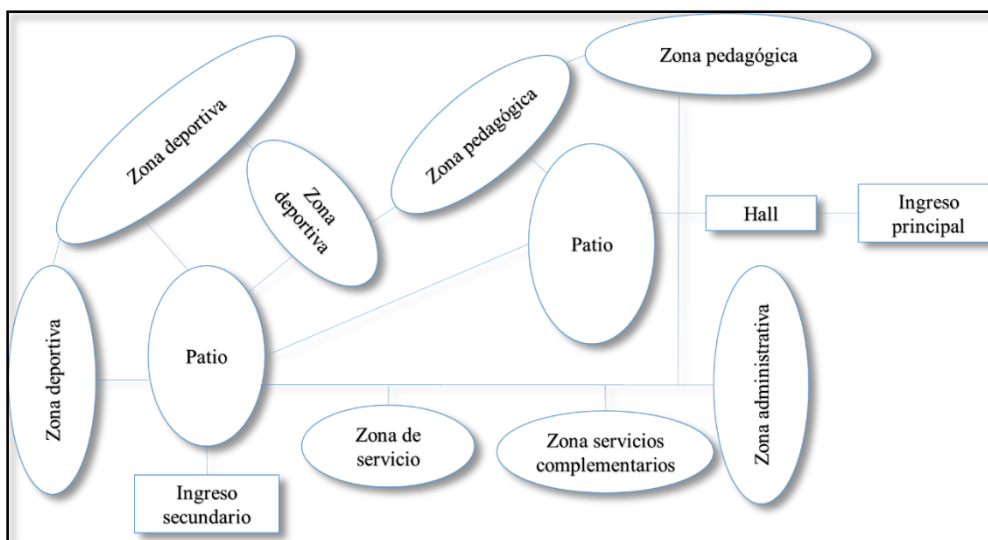 Zona pedagógica
Zona deportiva
Zona pedagógica
Zona
deportiva
Hall
Ingreso
principal
Patio
Zona deportiva
Patio
Zona administrativa
Zona de
servicio
Zona servicios
complementarios
Ingreso
secundario